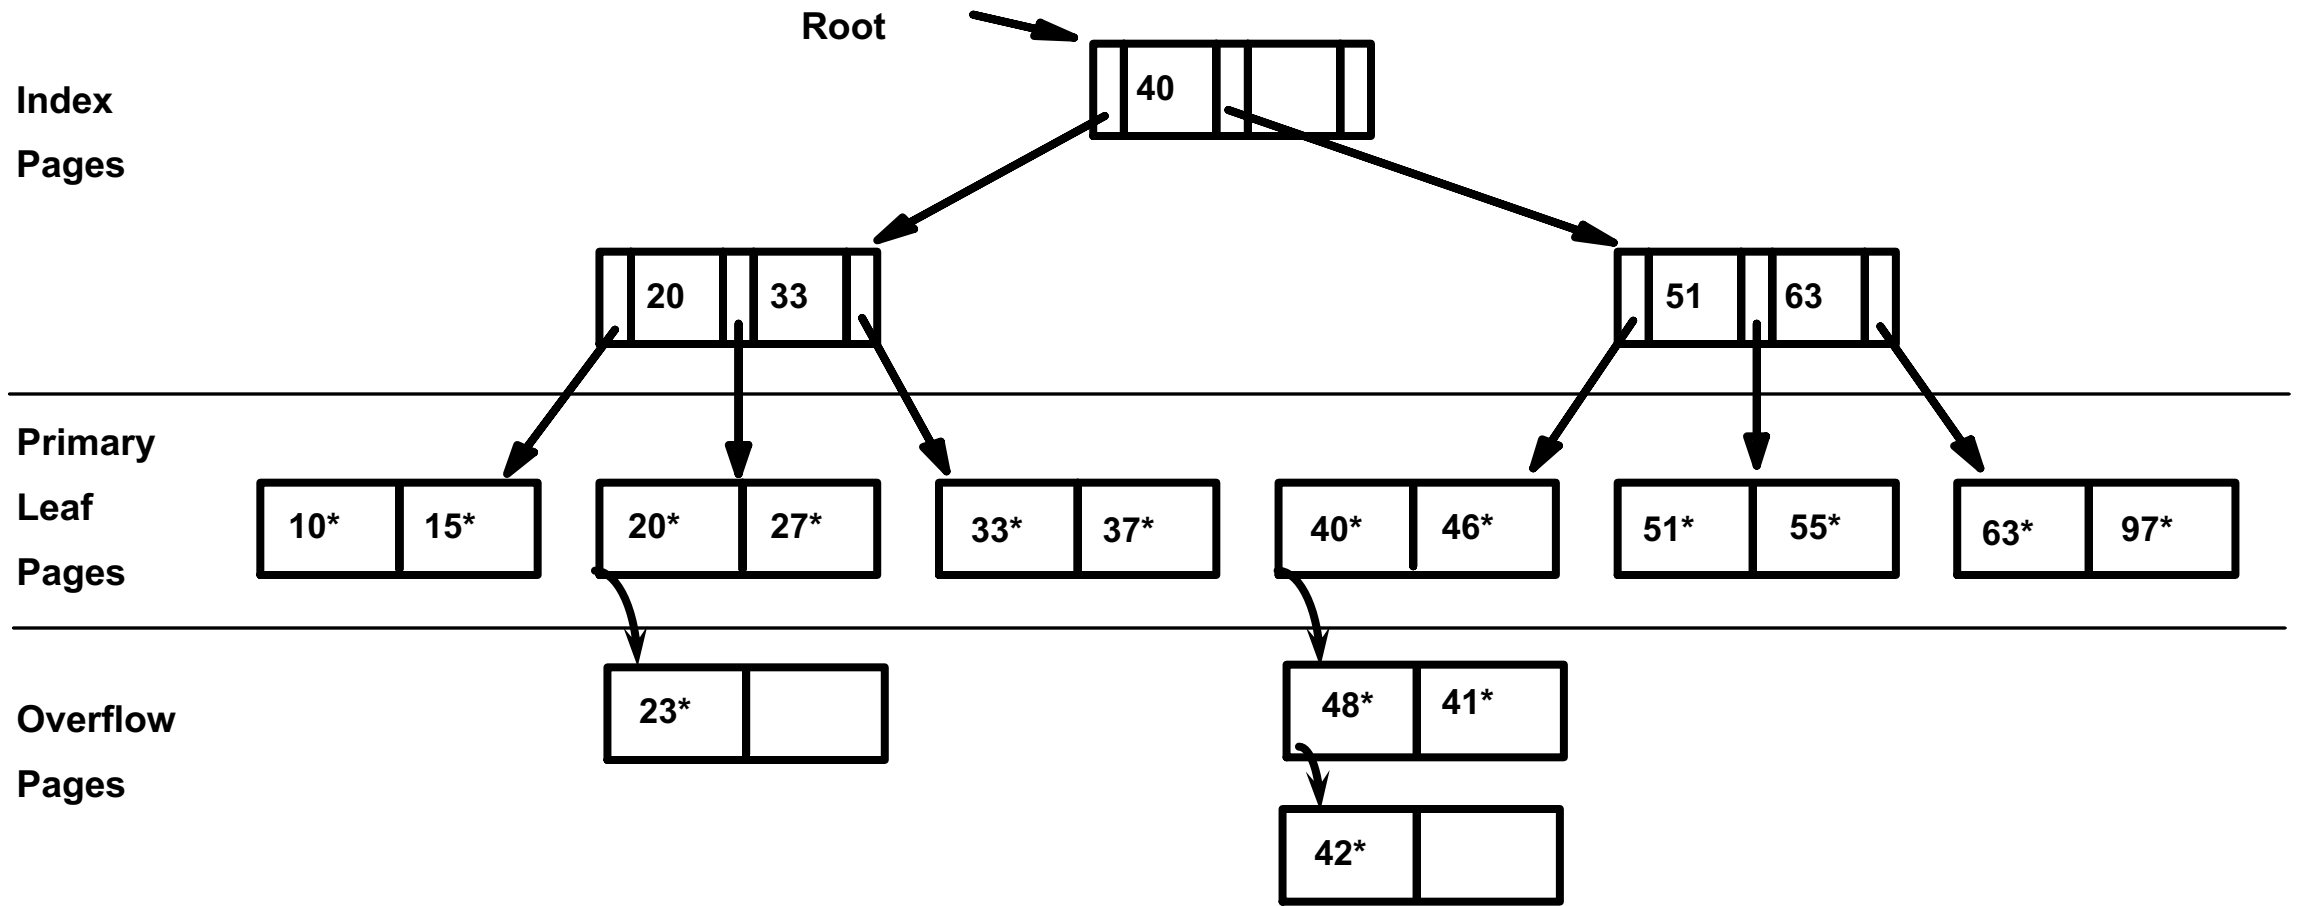 Root
Index
Pages
40
20 33
51 63
Primary
Leaf
Pages
10* 15*
20* 27*
33* 37*
40* 46*
51* 55*
63* 97*
Overflow
Pages
23*
48* 41*
42*